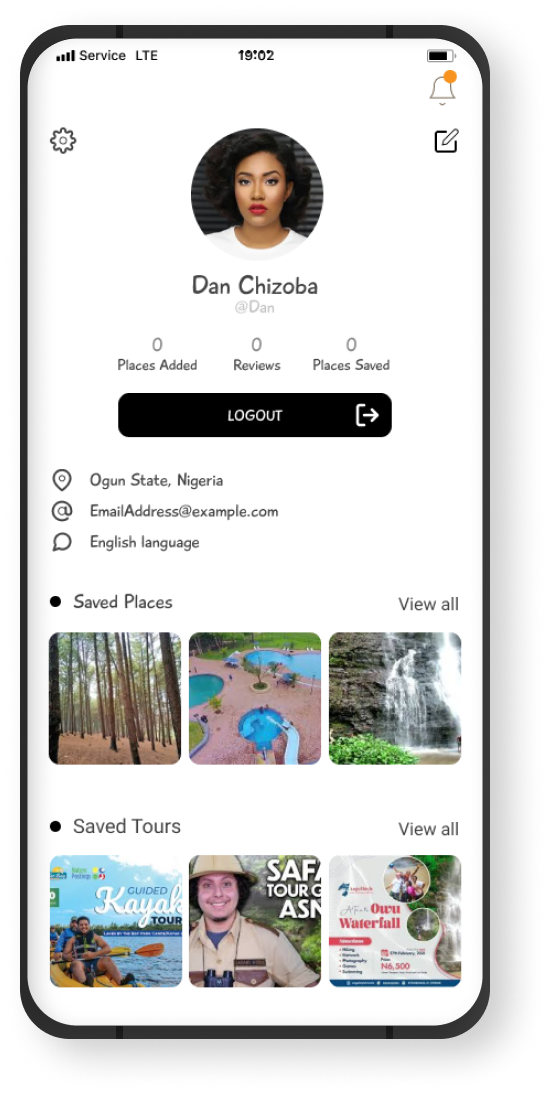 Service LTE 19:02
Dan Chizoba
@Dan
0 0 0
Places Added Reviews Places Saved
LOGOUT
Ogun State, Nigeria
EmailAddress@example.com
English language
Saved Places View all
Saved Tours View all
GUIDED
Kayak
TOUR
SAFA
TOUR G
ASN
Owu
Waterfall
₦6,500